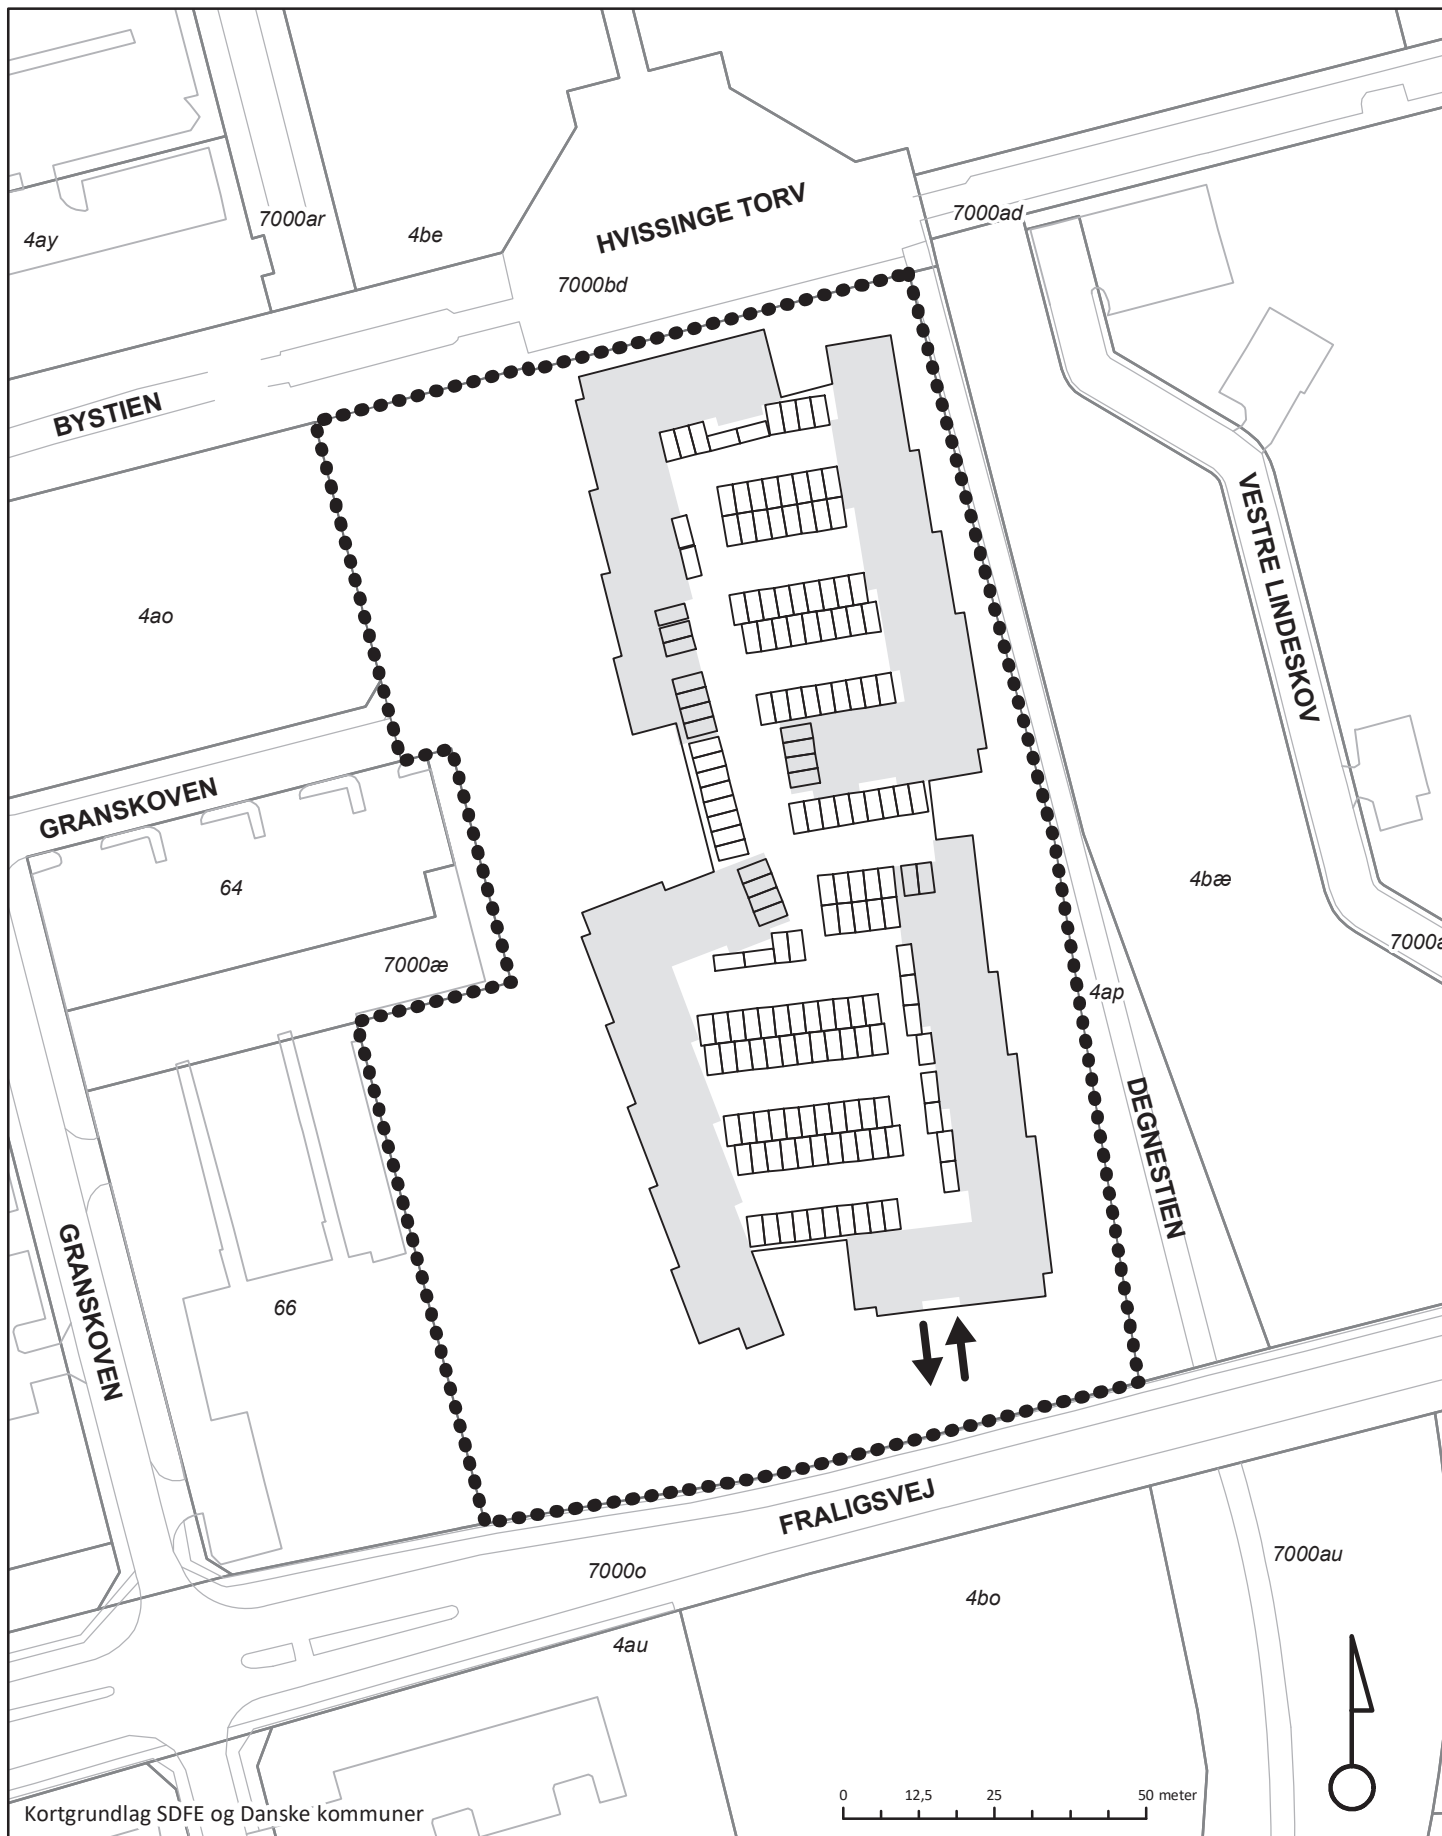 HVISSINGE TORV
7000ad
7000ar
4be
4ay
7000bd
BYSTIEN
VESTRE LINDESKOV
4ao
GRANSKOVEN
64
4bæ
7000æ
4ap
DEGNESTIEN
GRANSKOVEN
66
FRALIGSVEJ
7000o
7000au
4bo
4au
0 12,5 25 50 meter
Kortgrundlag SDFE og Danske kommuner